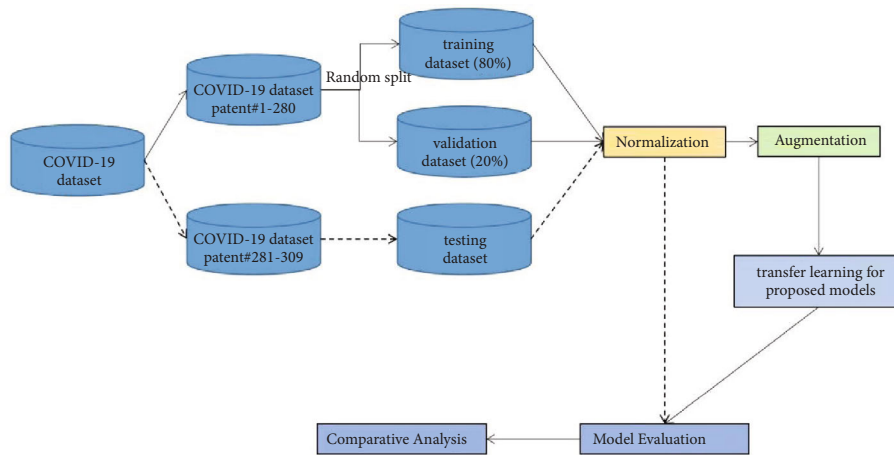 training
dataset (80%)
COVID-19 dataset
patent#1-280
Random split
COVID-19
dataset
validation
dataset (20%)
Normalization
Augmentation
COVID-19 dataset
patent#281-309
testing
dataset
transfer learning for
proposed models
Comparative Analysis
Model Evaluation